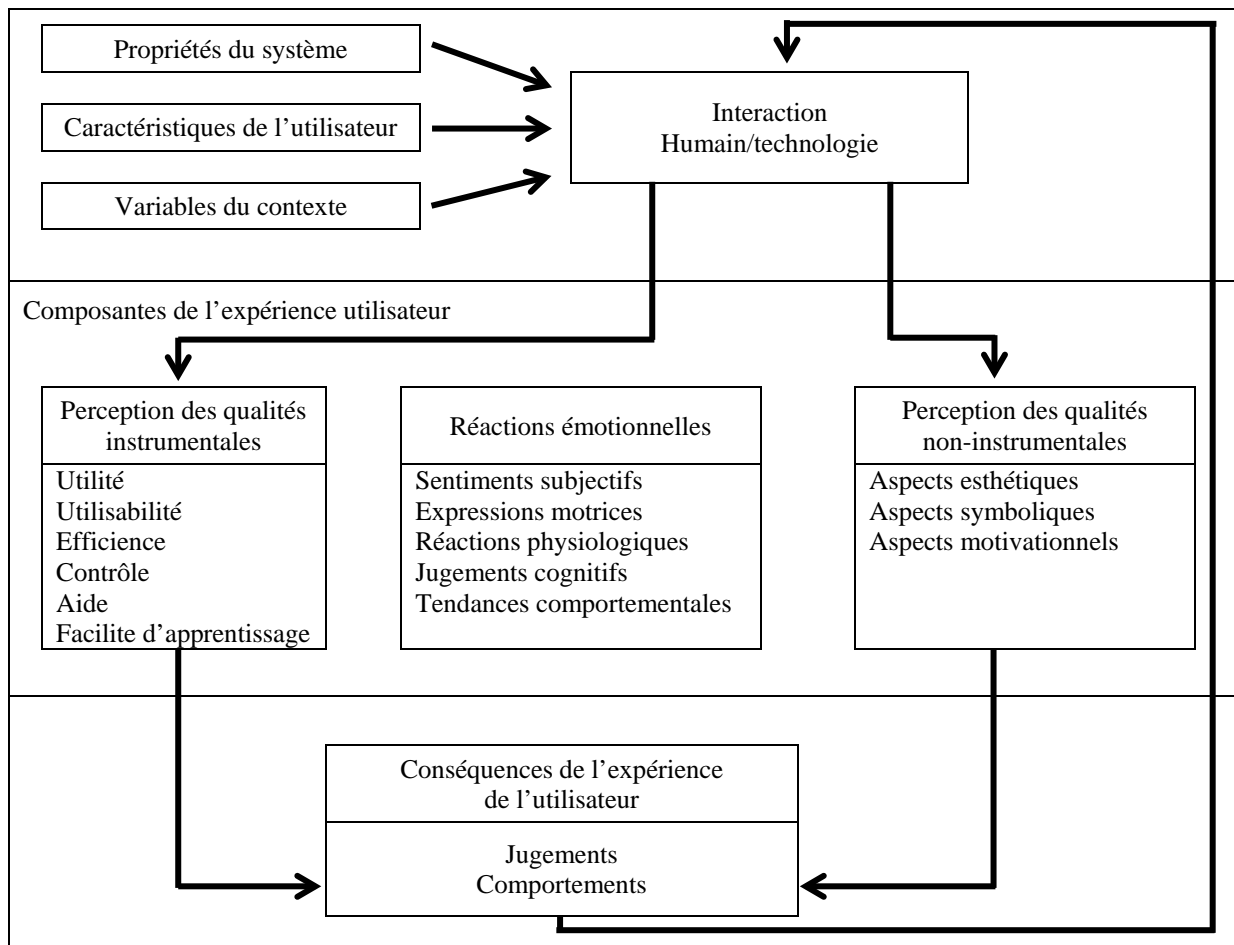 Propriétés du système
Caractéristiques de l’utilisateur
Variables du contexte
Interaction
Humain/technologie
Composantes de l’expérience utilisateur
Perception des qualités
instrumentales
Utilité
Utilisabilité
Efficience
Contrôle
Aide
Facilite d’apprentissage
Réactions émotionnelles
Sentiments subjectifs
Expressions motrices
Réactions physiologiques
Jugements cognitifs
Tendances comportementales
Perception des qualités
non-instrumentales
Aspects esthétiques
Aspects symboliques
Aspects motivationnels
Conséquences de l’expérience
de l’utilisateur
Jugements
Comportements